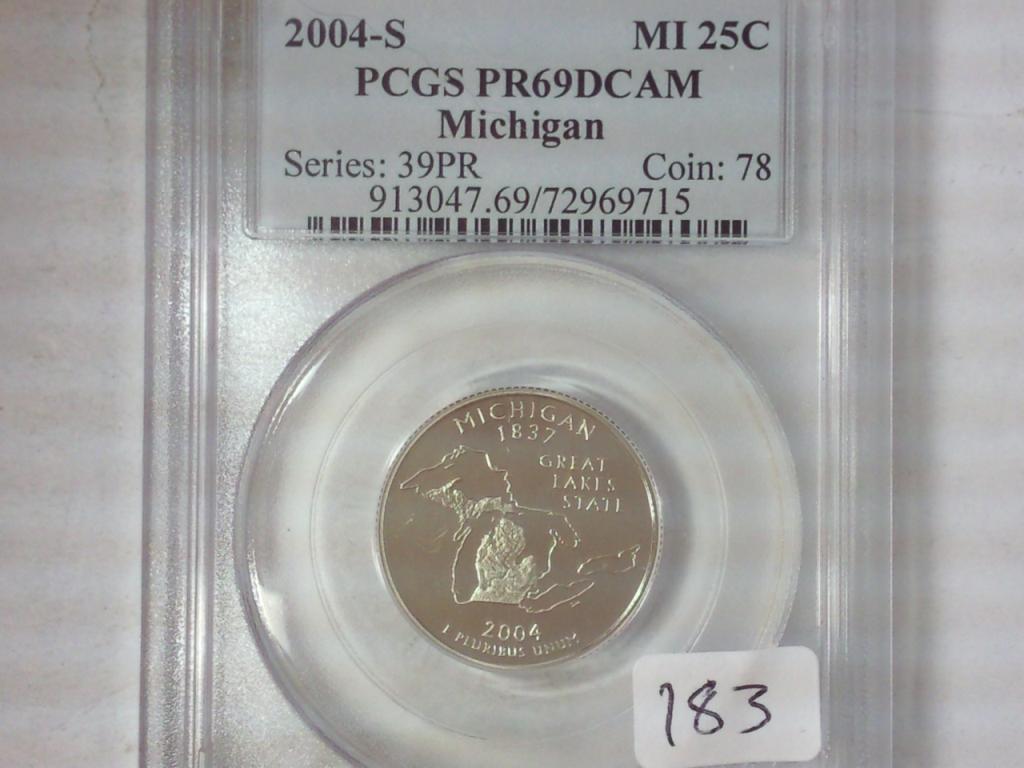 2004-S MI 25C
PCGS PR69DCAM
Michigan
Series: 39PR Coin: 78
913047.69/72969715
MICHIGAN
1837
GREAT
LAKES
STATE
2004
E PLURIBUS UNUM
183